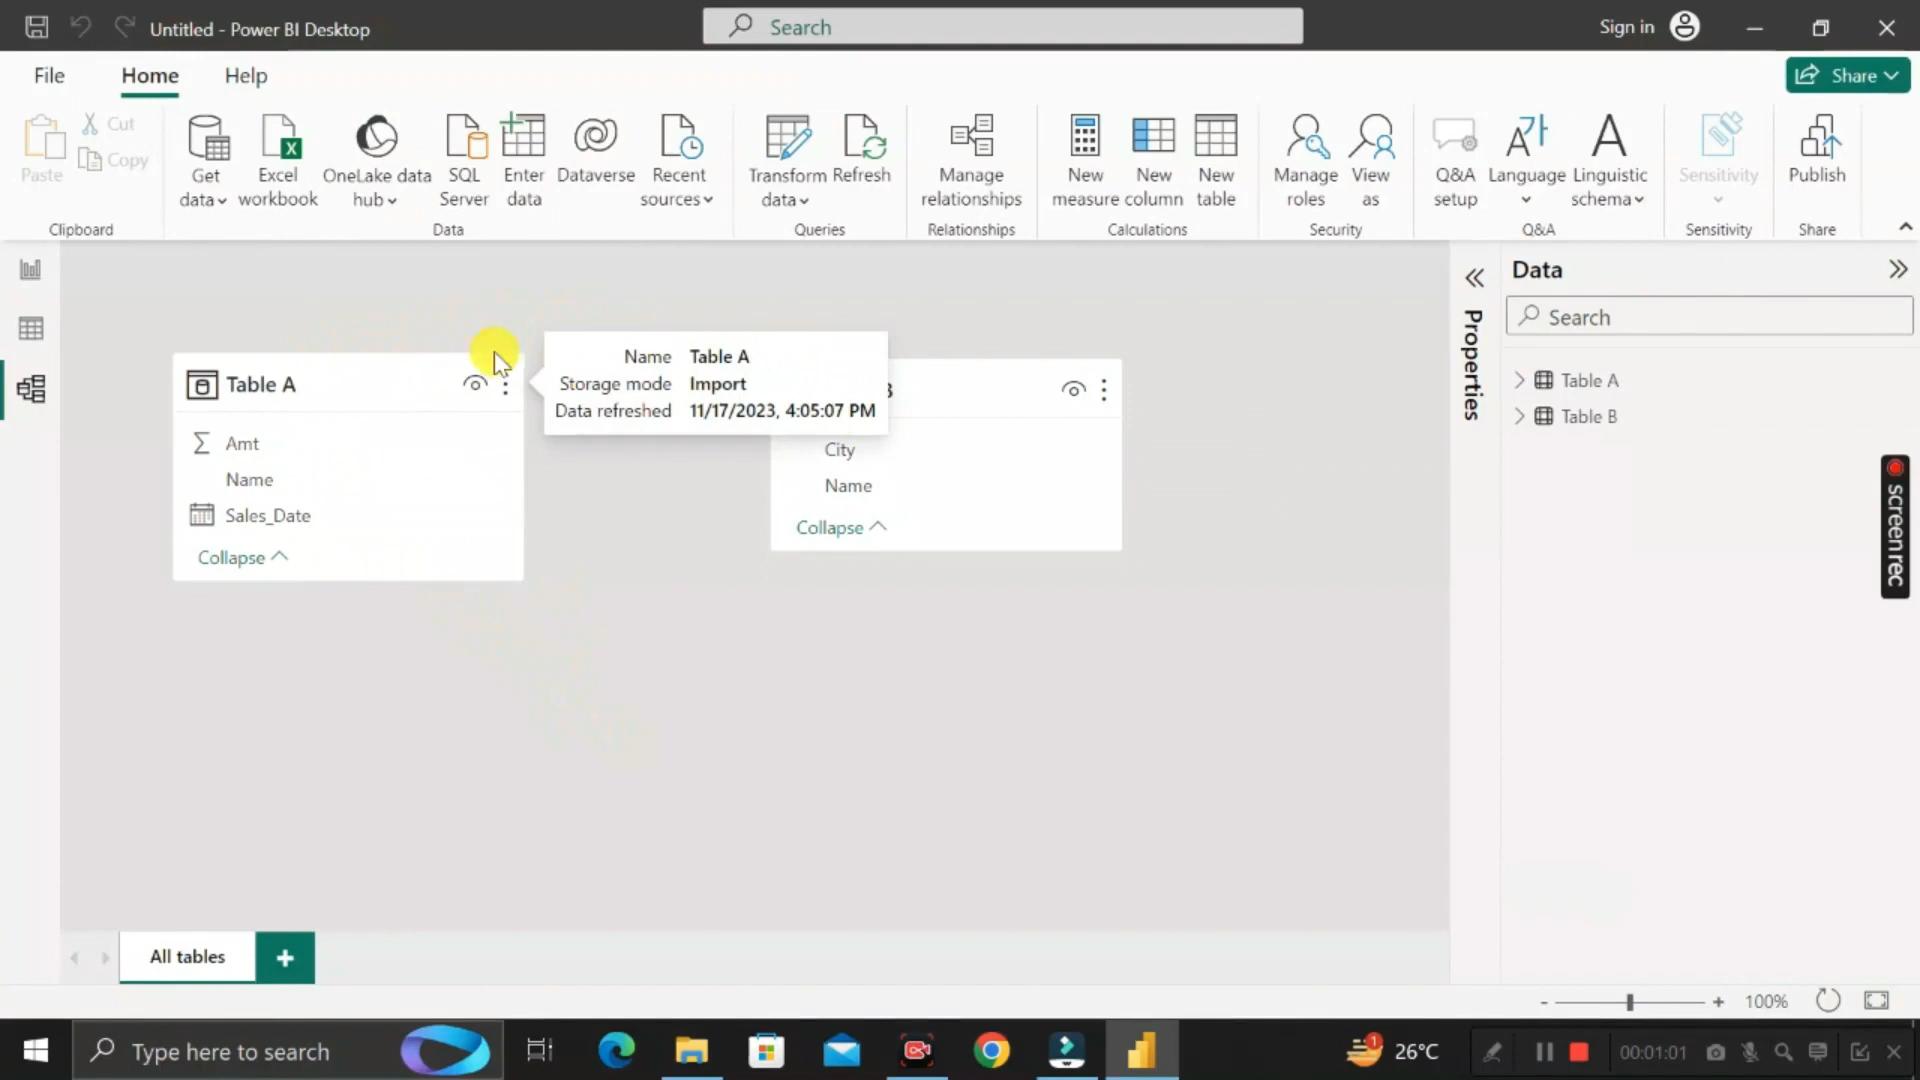 Untitled - Power BI Desktop
Search
Sign in
File
Home
Help
Share
Paste
Cut
Copy
Clipboard
Get data
Excel workbook
OneLake data hub
SQL Server
Enter data
Dataverse
Recent sources
Data
Transform data
Refresh
Queries
Manage relationships
Relationships
New measure
New column
New table
Calculations
Manage roles
View as
Security
Q&A setup
Language
Linguistic schema
Q&A
Sensitivity
Sensitivity
Publish
Share
Table A
Amt
Name
Sales_Date
Collapse
Name Table A
Storage mode Import
Data refreshed 11/17/2023, 4:05:07 PM
City
Name
Collapse
Properties
Data
Search
Table A
Table B
screenrec
All tables
+
- + 100%
Type here to search
1
26°C
00:01:01